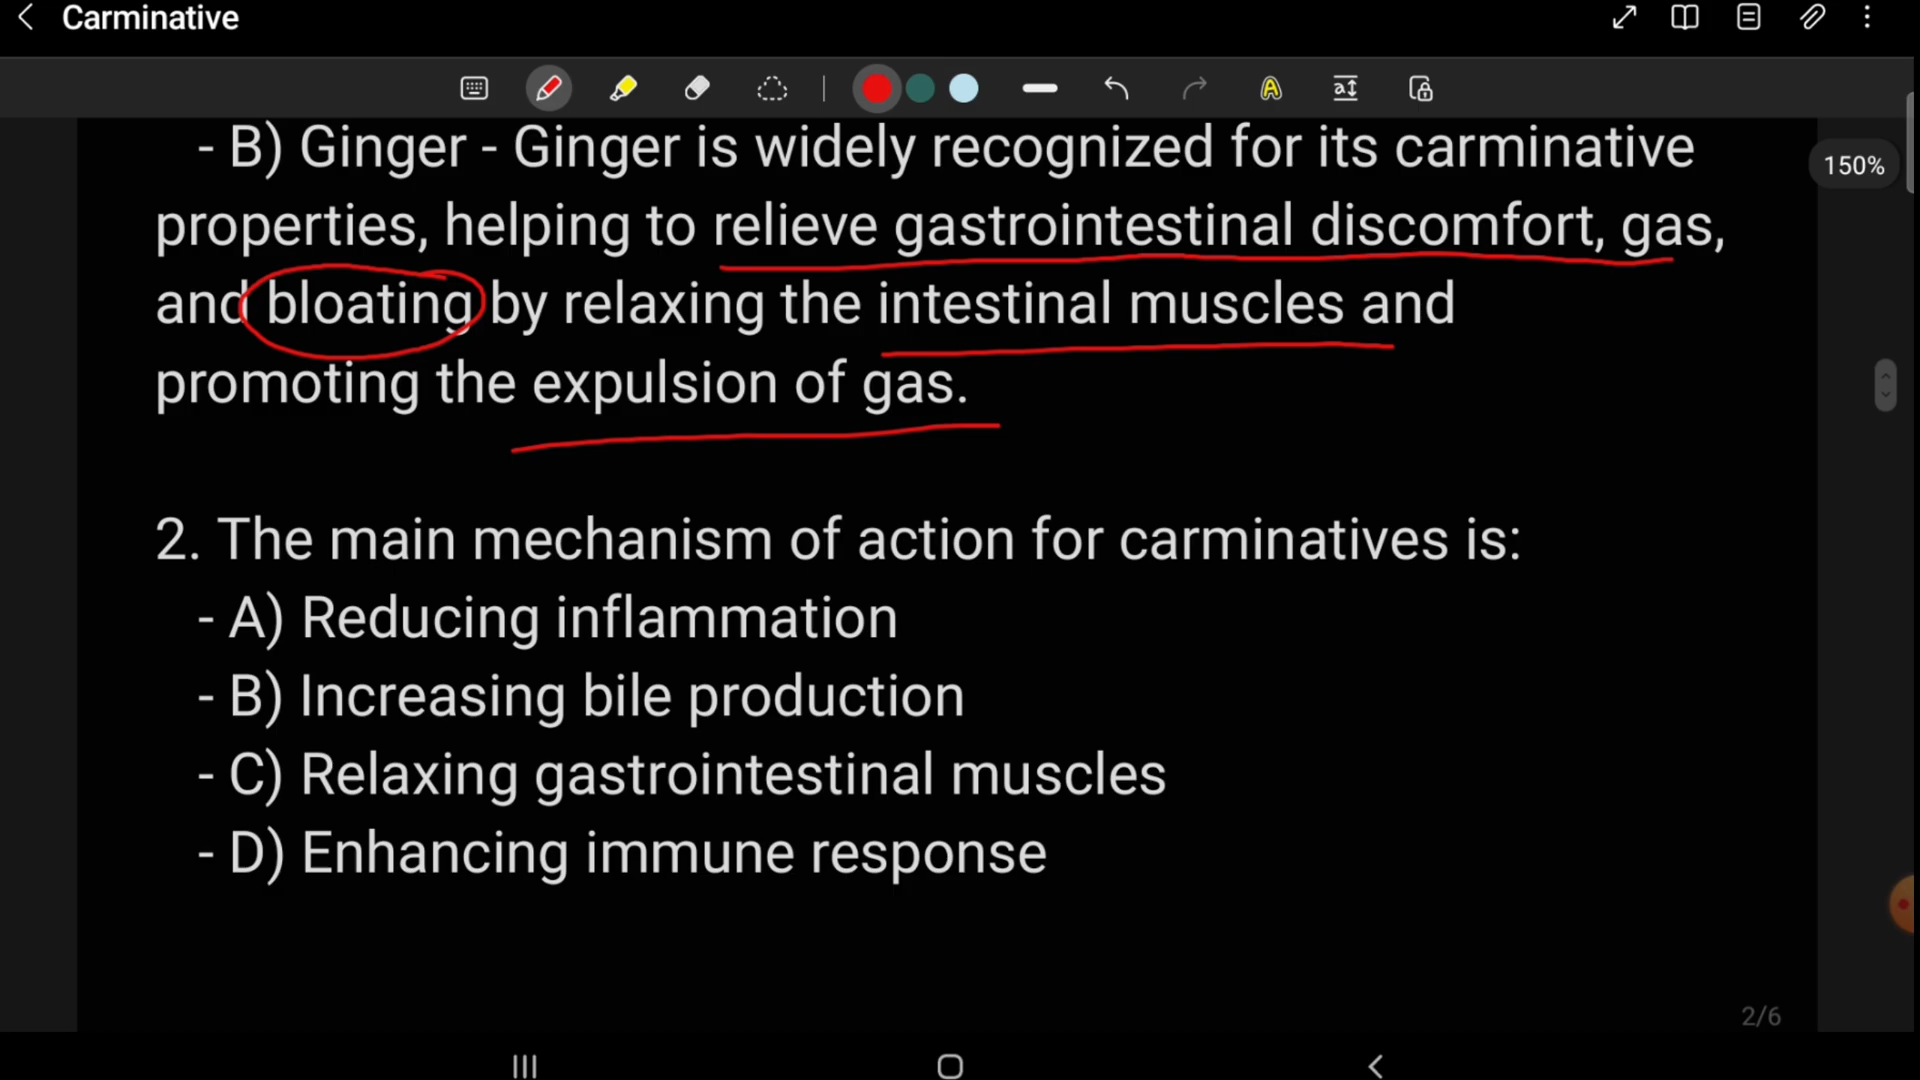 Carminative
150%
- B) Ginger - Ginger is widely recognized for its carminative
properties, helping to relieve gastrointestinal discomfort, gas,
and bloating by relaxing the intestinal muscles and
promoting the expulsion of gas.
2. The main mechanism of action for carminatives is:
- A) Reducing inflammation
- B) Increasing bile production
- C) Relaxing gastrointestinal muscles
- D) Enhancing immune response
2/6